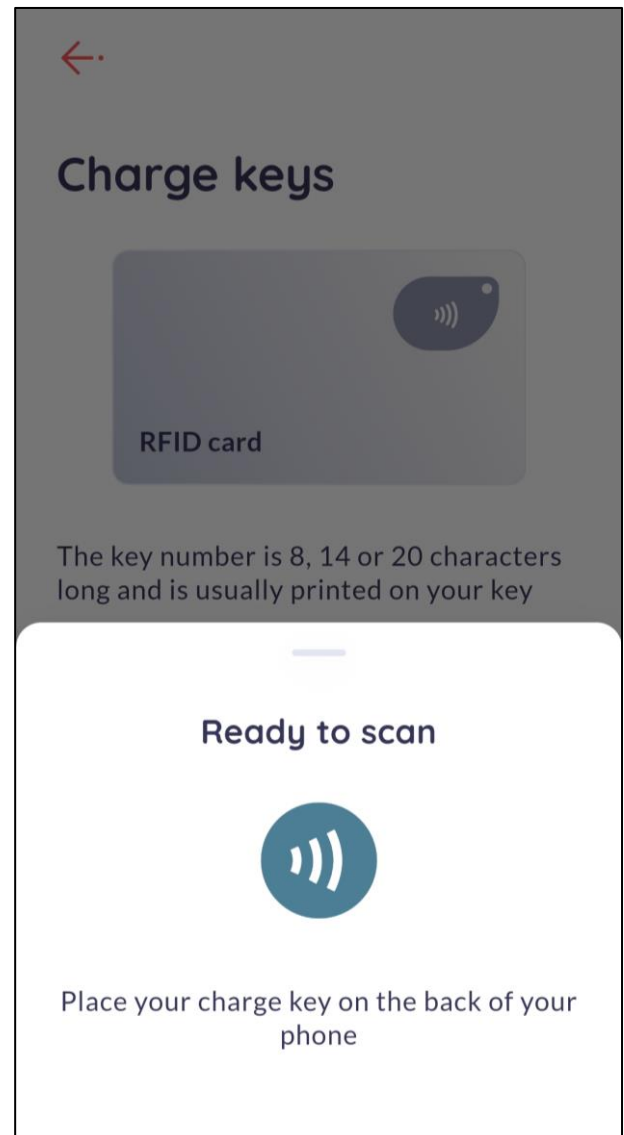 Charge keys
RFID card
The key number is 8, 14 or 20 characters
long and is usually printed on your key
Ready to scan
Place your charge key on the back of your
phone